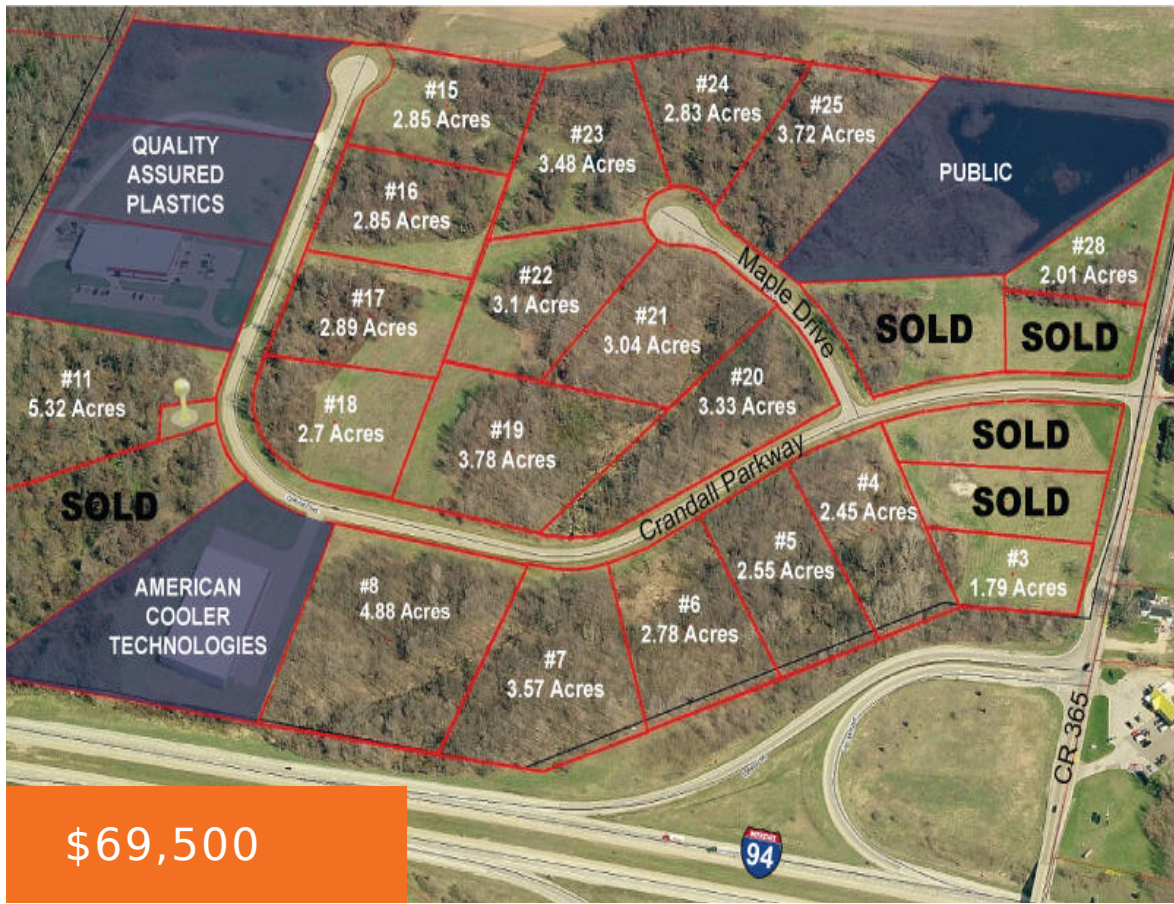 #15
2.85 Acres
#24
2.83 Acres
#25
3.72 Acres
#23
3.48 Acres
QUALITY
ASSURED
PLASTICS
PUBLIC
#16
2.85 Acres
#28
2.01 Acres
Maple Drive
#22
3.1 Acres
#17
2.89 Acres
#21
3.04 Acres
SOLD
SOLD
#11
5.32 Acres
#20
3.33 Acres
#18
2.7 Acres
#19
3.78 Acres
SOLD
Crandall Parkway
SOLD
SOLD
#4
2.45 Acres
#5
2.55 Acres
#3
1.79 Acres
AMERICAN
COOLER
TECHNOLOGIES
#8
4.88 Acres
#6
2.78 Acres
#7
3.57 Acres
CR 365
INTERSTATE
94
$69,500